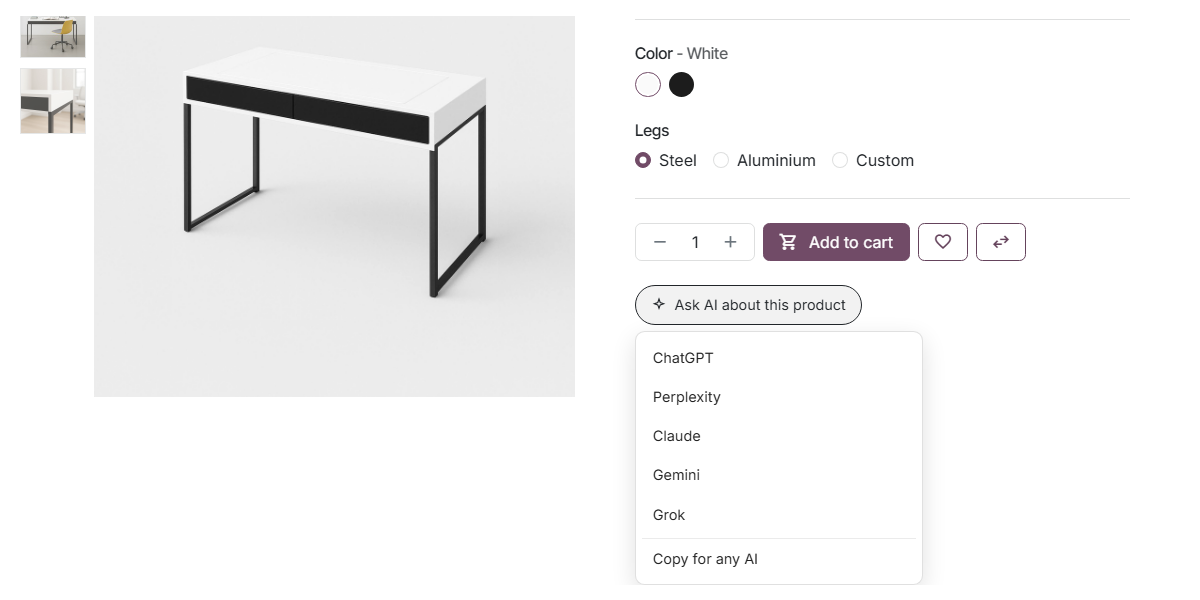 Color - White
Legs
Steel Aluminium Custom
1 Add to cart
Ask AI about this product
ChatGPT
Perplexity
Claude
Gemini
Grok
Copy for any AI